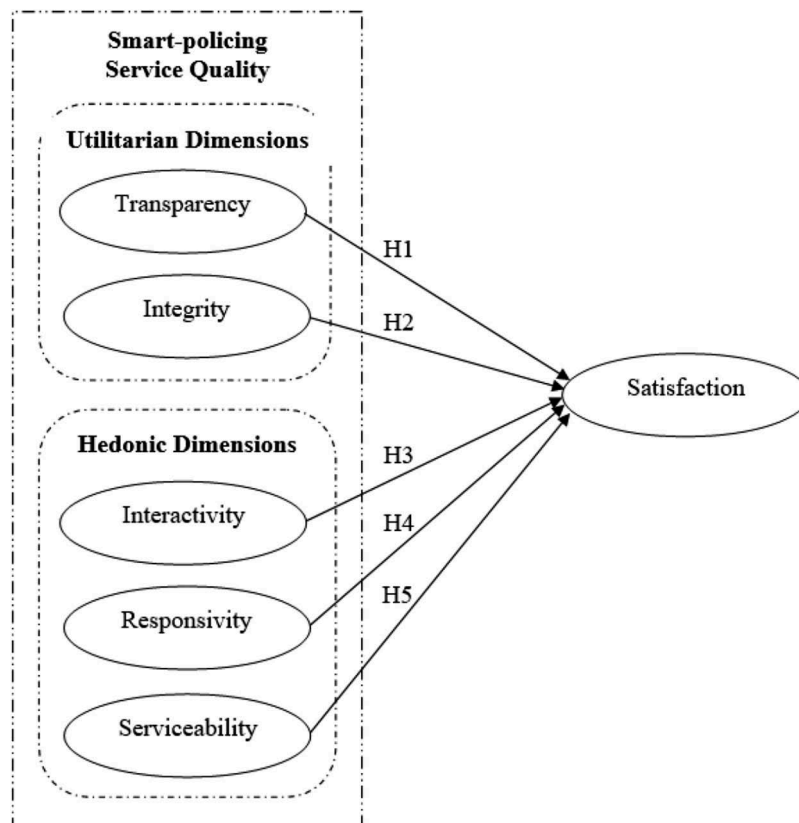 Smart-policing
Service Quality
Utilitarian Dimensions
Transparency
H1
Integrity
H2
Satisfaction
Hedonic Dimensions
H3
Interactivity
H4
Responsivity
H5
Serviceability